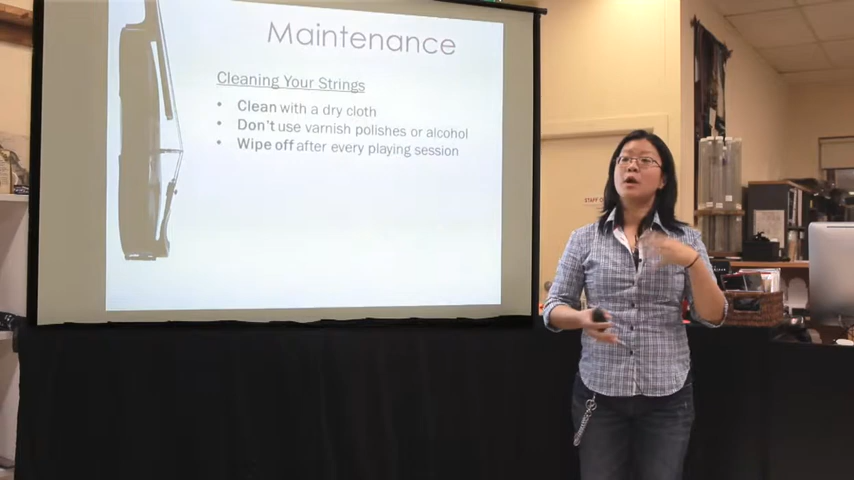 Maintenance
Cleaning Your Strings
• Clean with a dry cloth
• Don't use varnish polishes or alcohol
• Wipe off after every playing session
STAFF